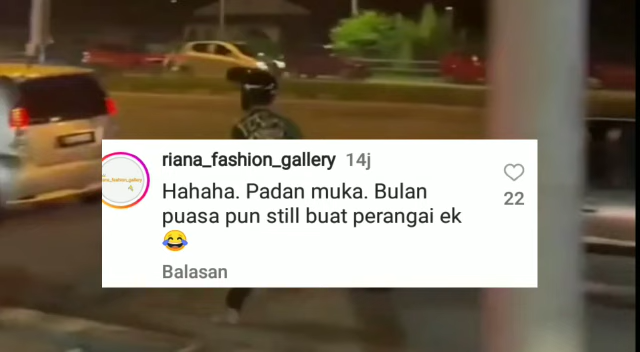 riana_fashion_gallery 14j
Hahaha. Padan muka. Bulan
puasa pun still buat perangai ek
😂
22
Balasan